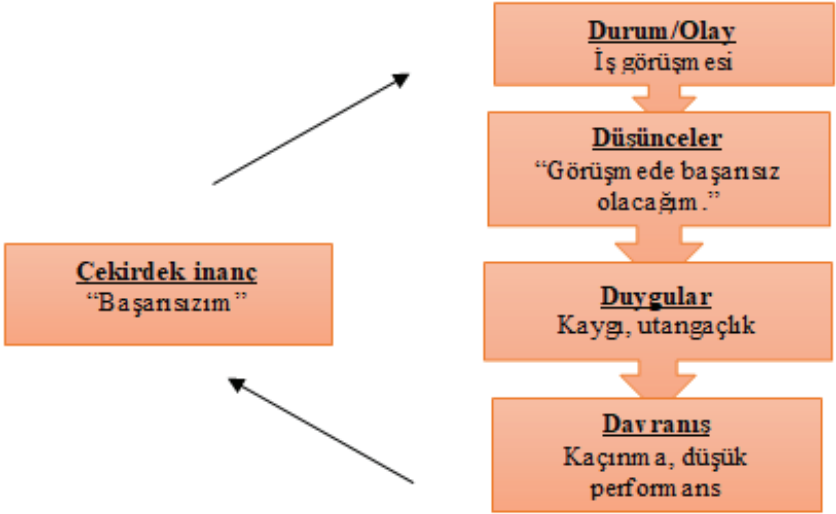 Durum/Olay
İş görüşmesi
Düşünceler
“Görüşmede başarısız
olacağım.”
Çekirdek inanç
“Başarısızım”
Duygular
Kaygı, utangaçlık
Davranış
Kaçınma, düşük
performans